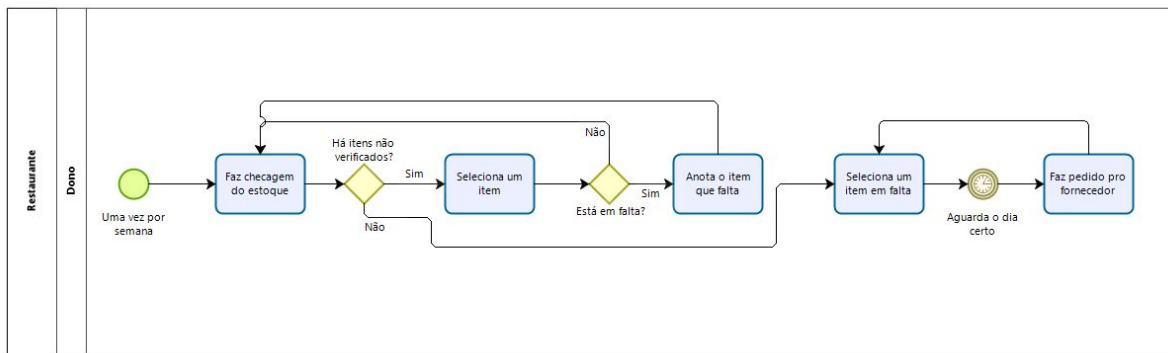 Restaurante
Dono
Uma vez por
semana
Faz checagem
do estoque
Há itens não
verificados?
Sim
Não
Seleciona um
item
Está em falta?
Não
Sim
Anota o item
que falta
Seleciona um
item em falta
Aguarda o dia
certo
Faz pedido pro
fornecedor